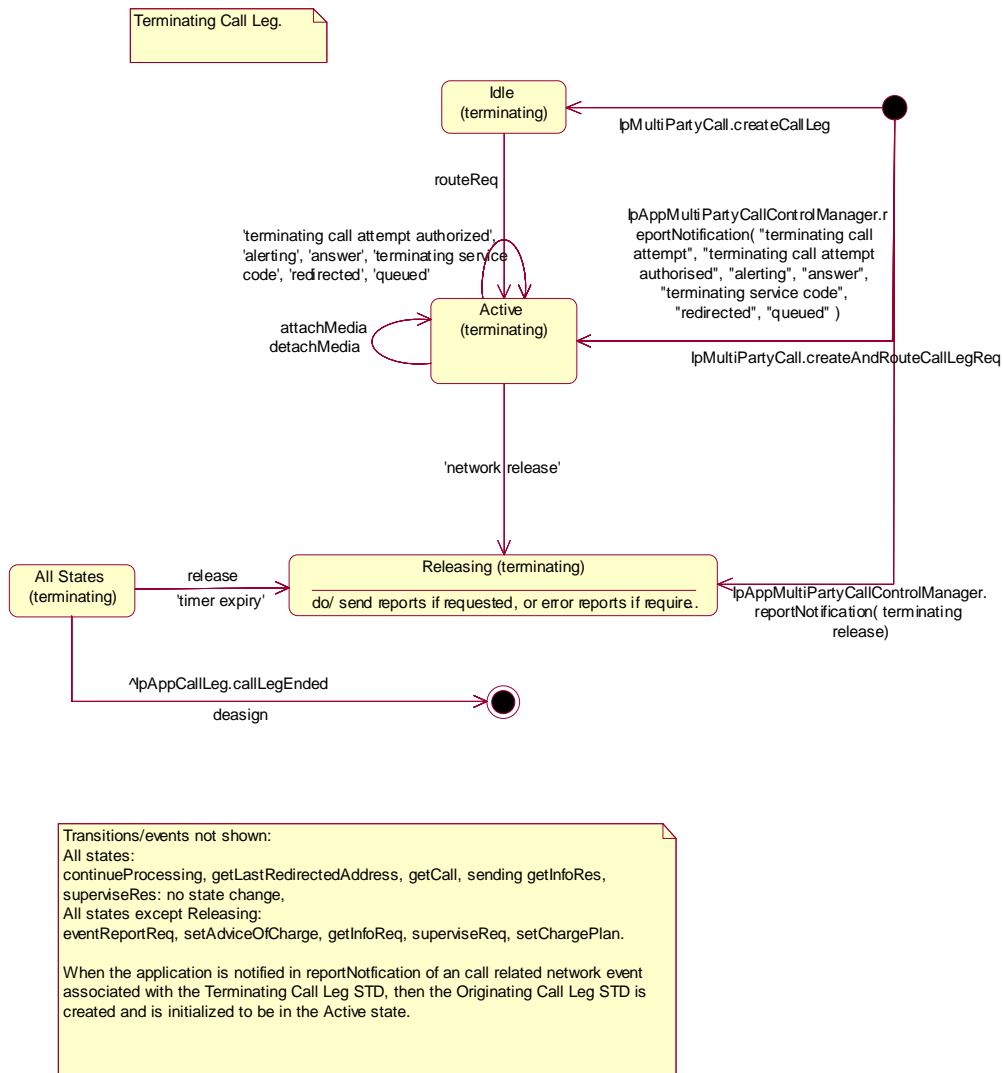 Terminating Call Leg.
Idle
(terminating)
IpMultiPartyCall.createCallLeg
routeReq
IpAppMultiPartyCallControlManager.r
eportNotification( "terminating call
attempt", "terminating call attempt
authorised", "alerting", "answer",
"terminating service code",
"redirected", "queued" )
'terminating call attempt authorized',
'alerting', 'answer', 'terminating service
code', 'redirected', 'queued'
Active
(terminating)
attachMedia
detachMedia
IpMultiPartyCall.createAndRouteCallLegReq
'network release'
All States
(terminating)
release
'timer expiry'
Releasing (terminating)
do/ send reports if requested, or error reports if require..
IpAppMultiPartyCallControlManager.
reportNotification( terminating
release)
^IpAppCallLeg.callLegEnded
deasign
Transitions/events not shown:
All states:
continueProcessing, getLastRedirectedAddress, getCall, sending getInfoRes,
superviseRes: no state change,
All states except Releasing:
eventReportReq, setAdviceOfCharge, getInfoReq, superviseReq, setChargePlan.
When the application is notified in reportNotfication of an call related network event
associated with the Terminating Call Leg STD, then the Originating Call Leg STD is
created and is initialized to be in the Active state.